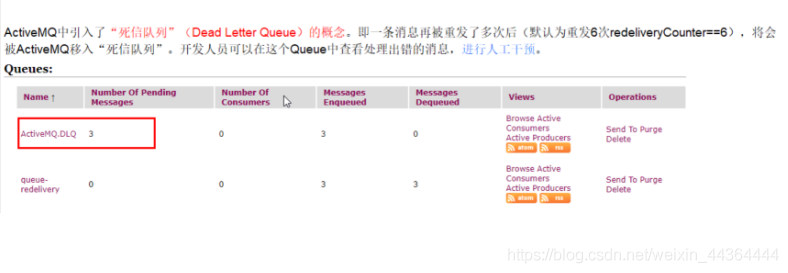 ActiveMQ中引入了“死信队列”（Dead Letter Queue）的概念。即一条消息再被重发了多次后（默认为重发6次redeliveryCounter==6），将会
被ActiveMQ移入“死信队列”。开发人员可以在这个Queue中查看处理出错的消息，进行人工干预。
Queues:
Name ↑ Number Of Pending Messages Number Of Consumers Messages Enqueued Messages Dequeued Views Operations
ActiveMQ.DLQ 3 0 3 0
Browse Active Consumers
Active Producers
atom rss
Send To Purge
Delete
queue-redelivery 0 0 3 3
Browse Active Consumers
Active Producers
atom rss
Send To Purge
Delete
https://blog.csdn.net/weixin_44364444